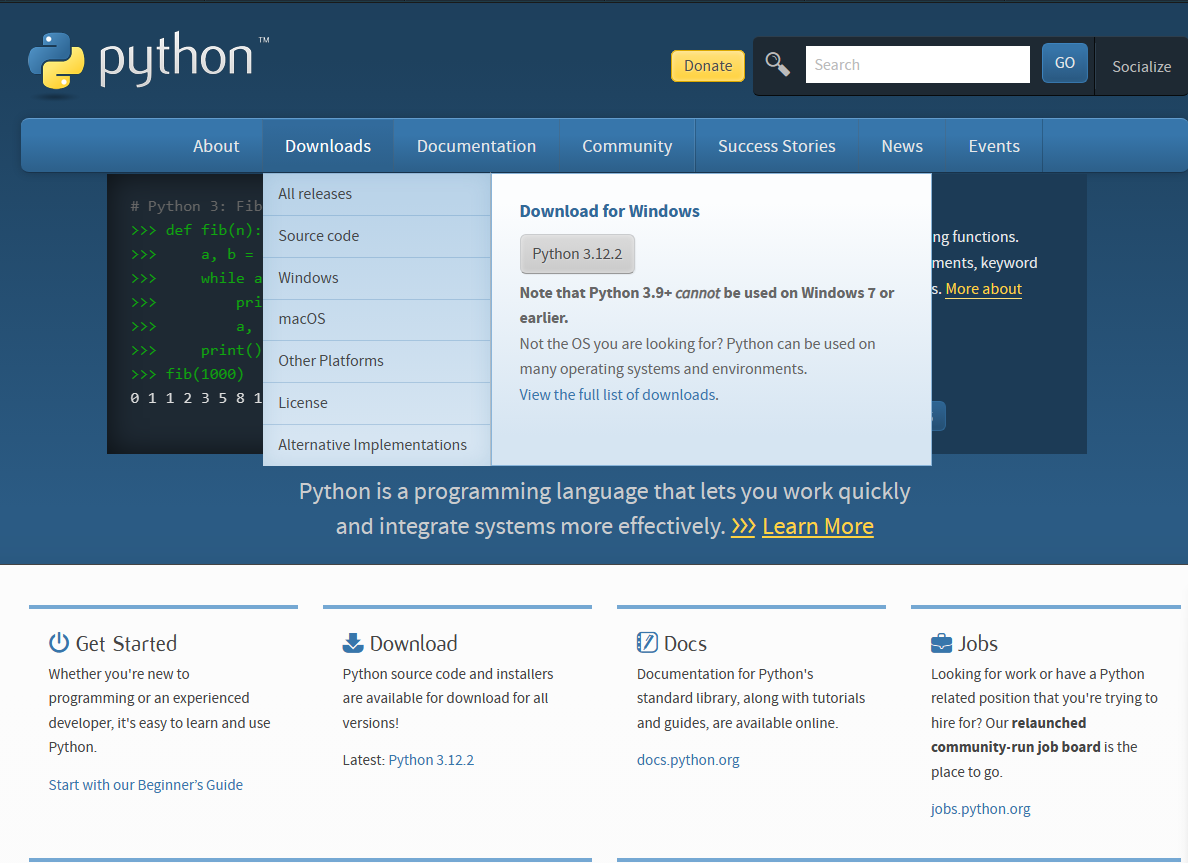 python™
Donate
Search
GO
Socialize
About
Downloads
Documentation
Community
Success Stories
News
Events
# Python 3: Fib
>>> def fib(n):
>>>     a, b =
>>>     while a
>>>         pri
>>>         a,
>>>     print()
>>> fib(1000)
0 1 1 2 3 5 8 1
All releases
Source code
Windows
macOS
Other Platforms
License
Alternative Implementations
Download for Windows
Python 3.12.2
Note that Python 3.9+ cannot be used on Windows 7 or
earlier.
Not the OS you are looking for? Python can be used on
many operating systems and environments.
View the full list of downloads.
ng functions.
ments, keyword
s. More about
Python is a programming language that lets you work quickly
and integrate systems more effectively. >>> Learn More
Get Started
Whether you're new to
programming or an experienced
developer, it's easy to learn and use
Python.
Start with our Beginner’s Guide
Download
Python source code and installers
are available for download for all
versions!
Latest: Python 3.12.2
Docs
Documentation for Python's
standard library, along with tutorials
and guides, are available online.
docs.python.org
Jobs
Looking for work or have a Python
related position that you're trying to
hire for? Our relaunched
community-run job board is the
place to go.
jobs.python.org